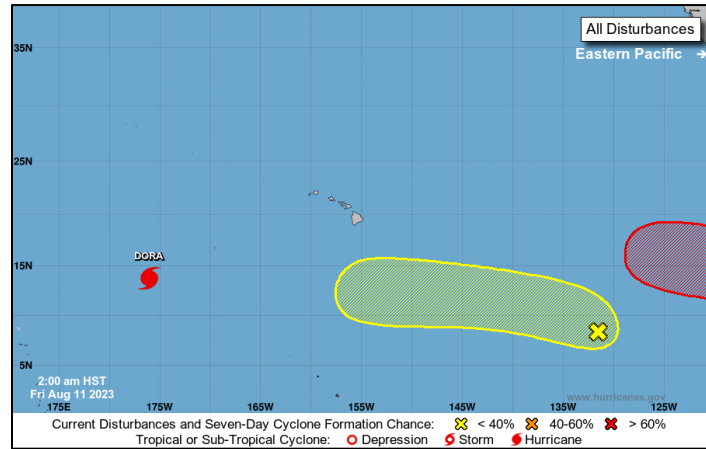 All Disturbances
Eastern Pacific →
35N
25N
DORA
15N
5N
2:00 am HST
Fri Aug 11 2023
www.hurricanes.gov
175E 175W 165W 155W 145W 135W 125W
Current Disturbances and Seven-Day Cyclone Formation Chance: < 40% 40-60% > 60%
Tropical or Sub-Tropical Cyclone: Depression Storm Hurricane